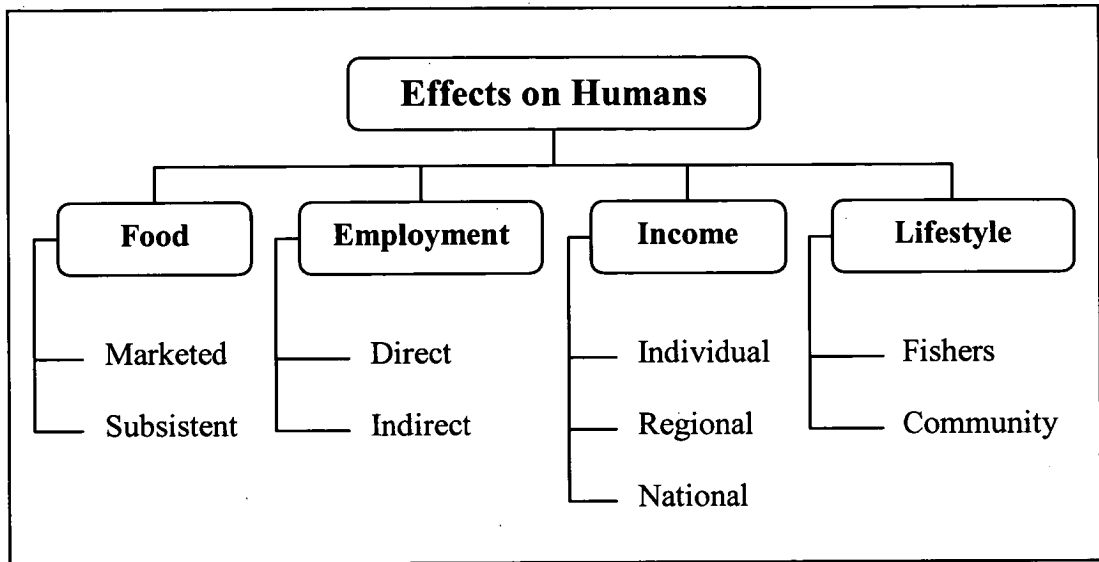 Effects on Humans
Food
Employment
Income
Lifestyle
Marketed
Direct
Individual
Fishers
Subsistent
Indirect
Regional
Community
National